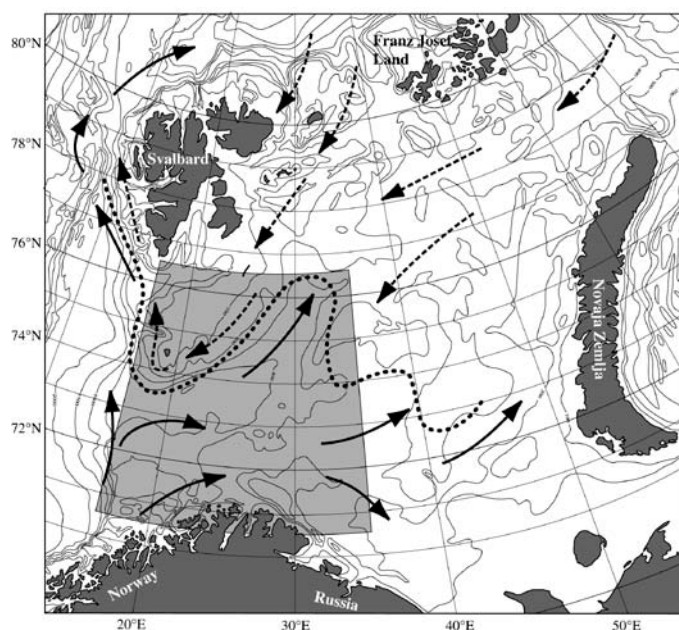 80°N
Franz Josef
Land
78°N
Svalbard
76°N
Novaja Zemlja
74°N
72°N
Norway
Russia
20°E
30°E
40°E
50°E